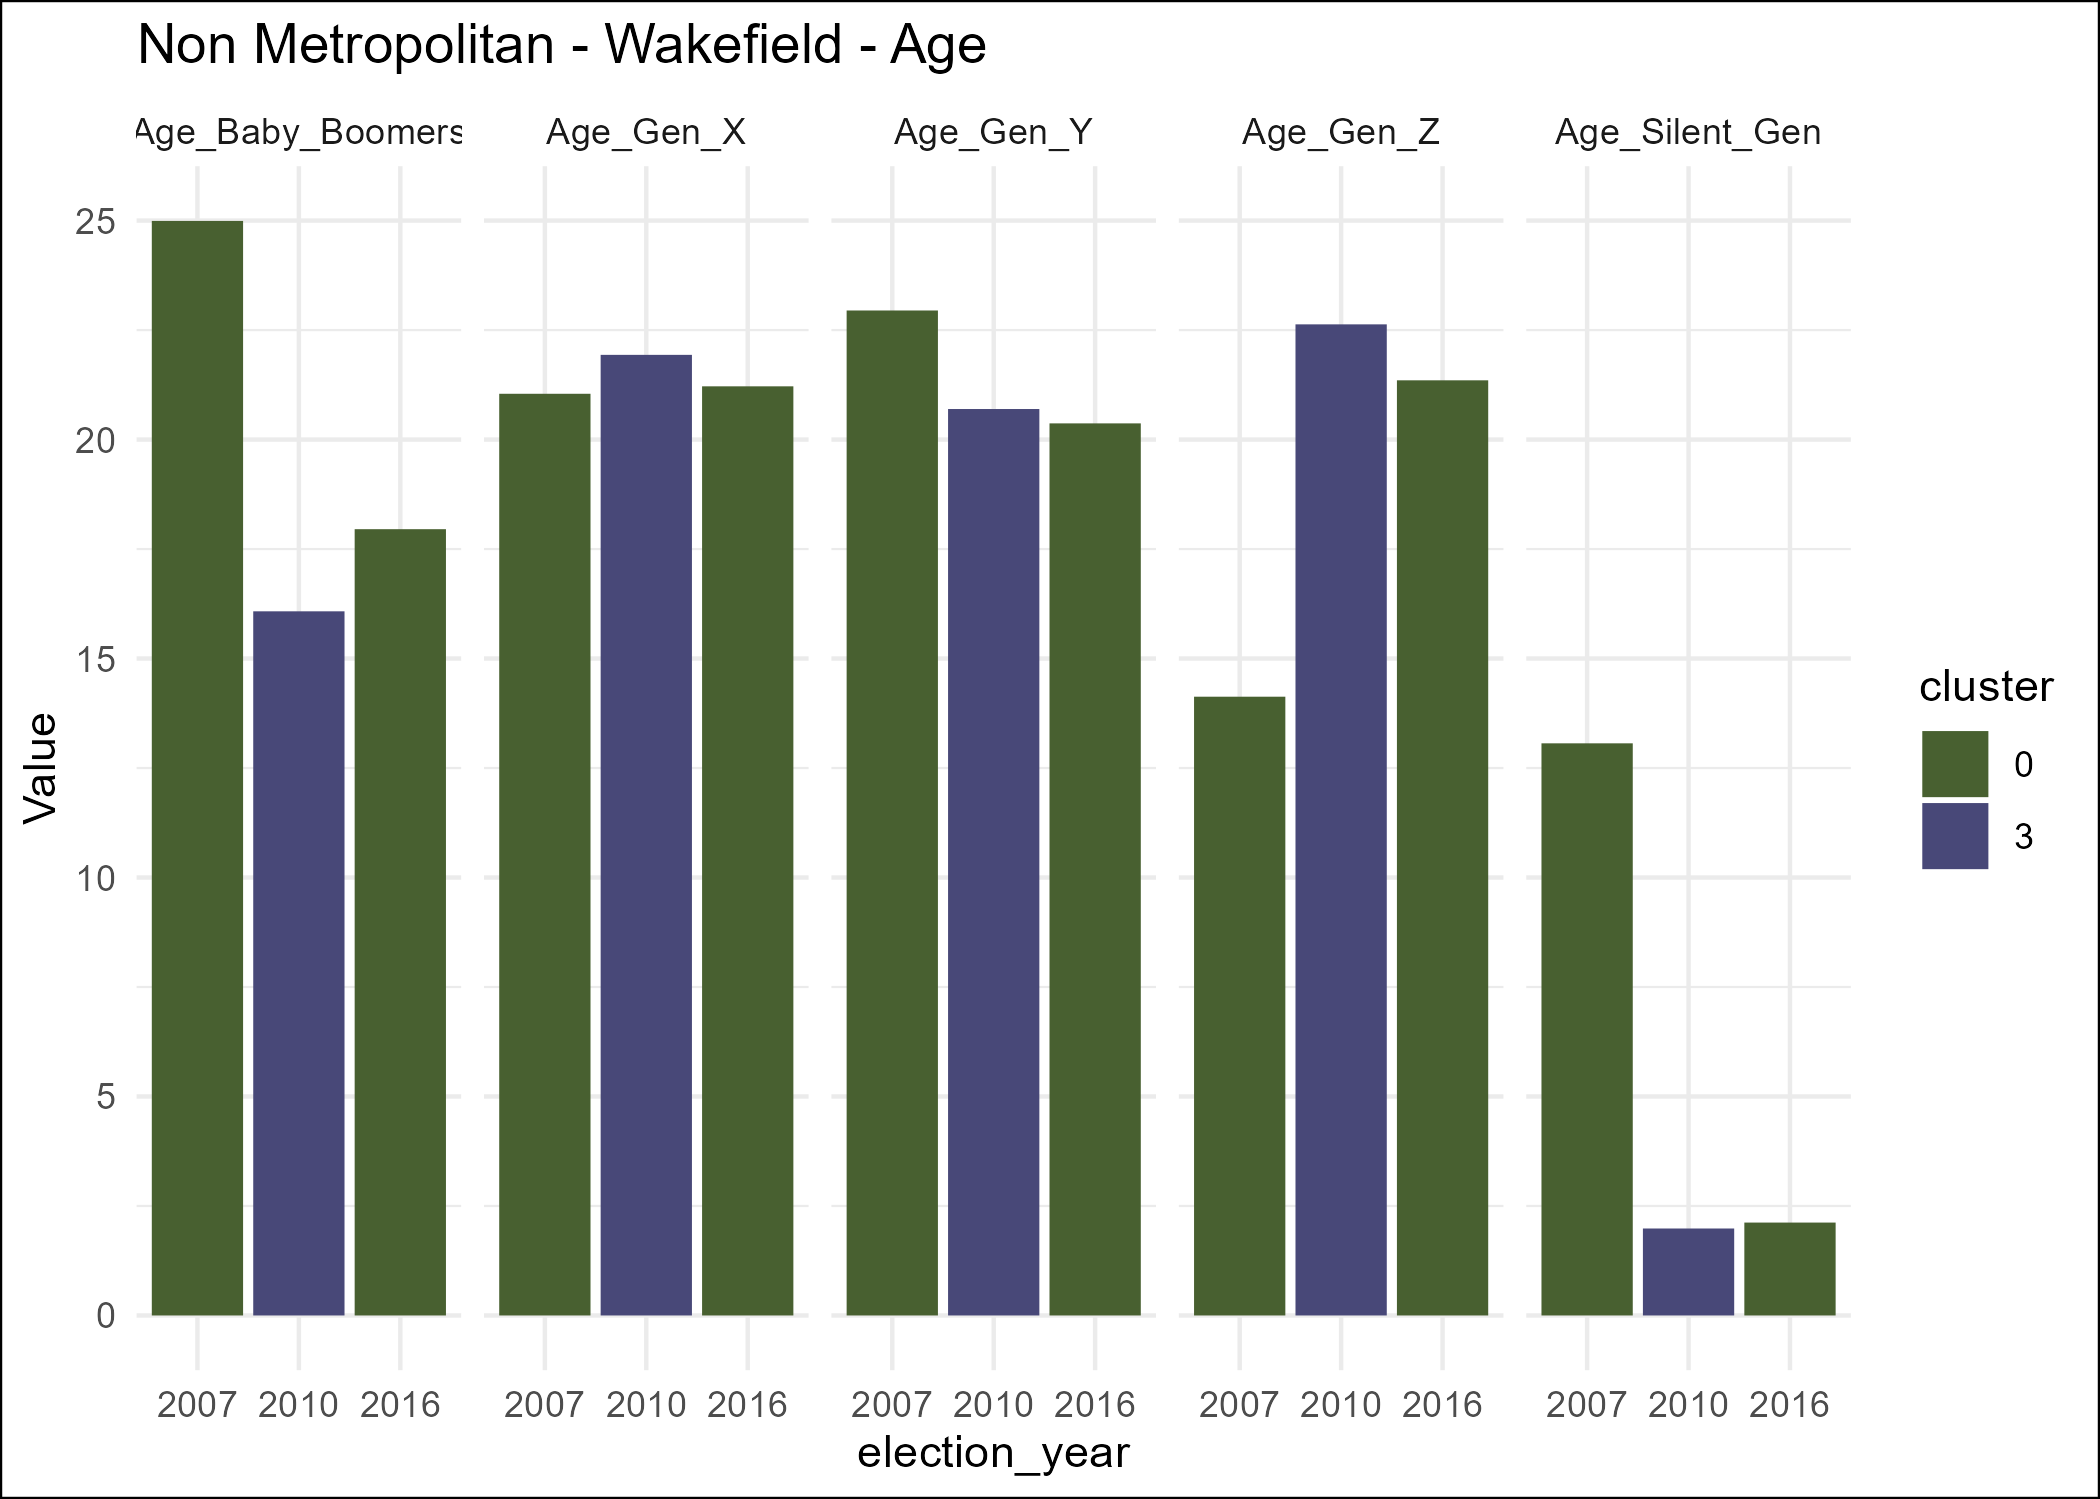 Non Metropolitan - Wakefield - Age
Age_Baby_Boomers Age_Gen_X Age_Gen_Y Age_Gen_Z Age_Silent_Gen
25
20
15
10
5
0
Value
2007 2010 2016 2007 2010 2016 2007 2010 2016 2007 2010 2016 2007 2010 2016
election_year
cluster
0
3